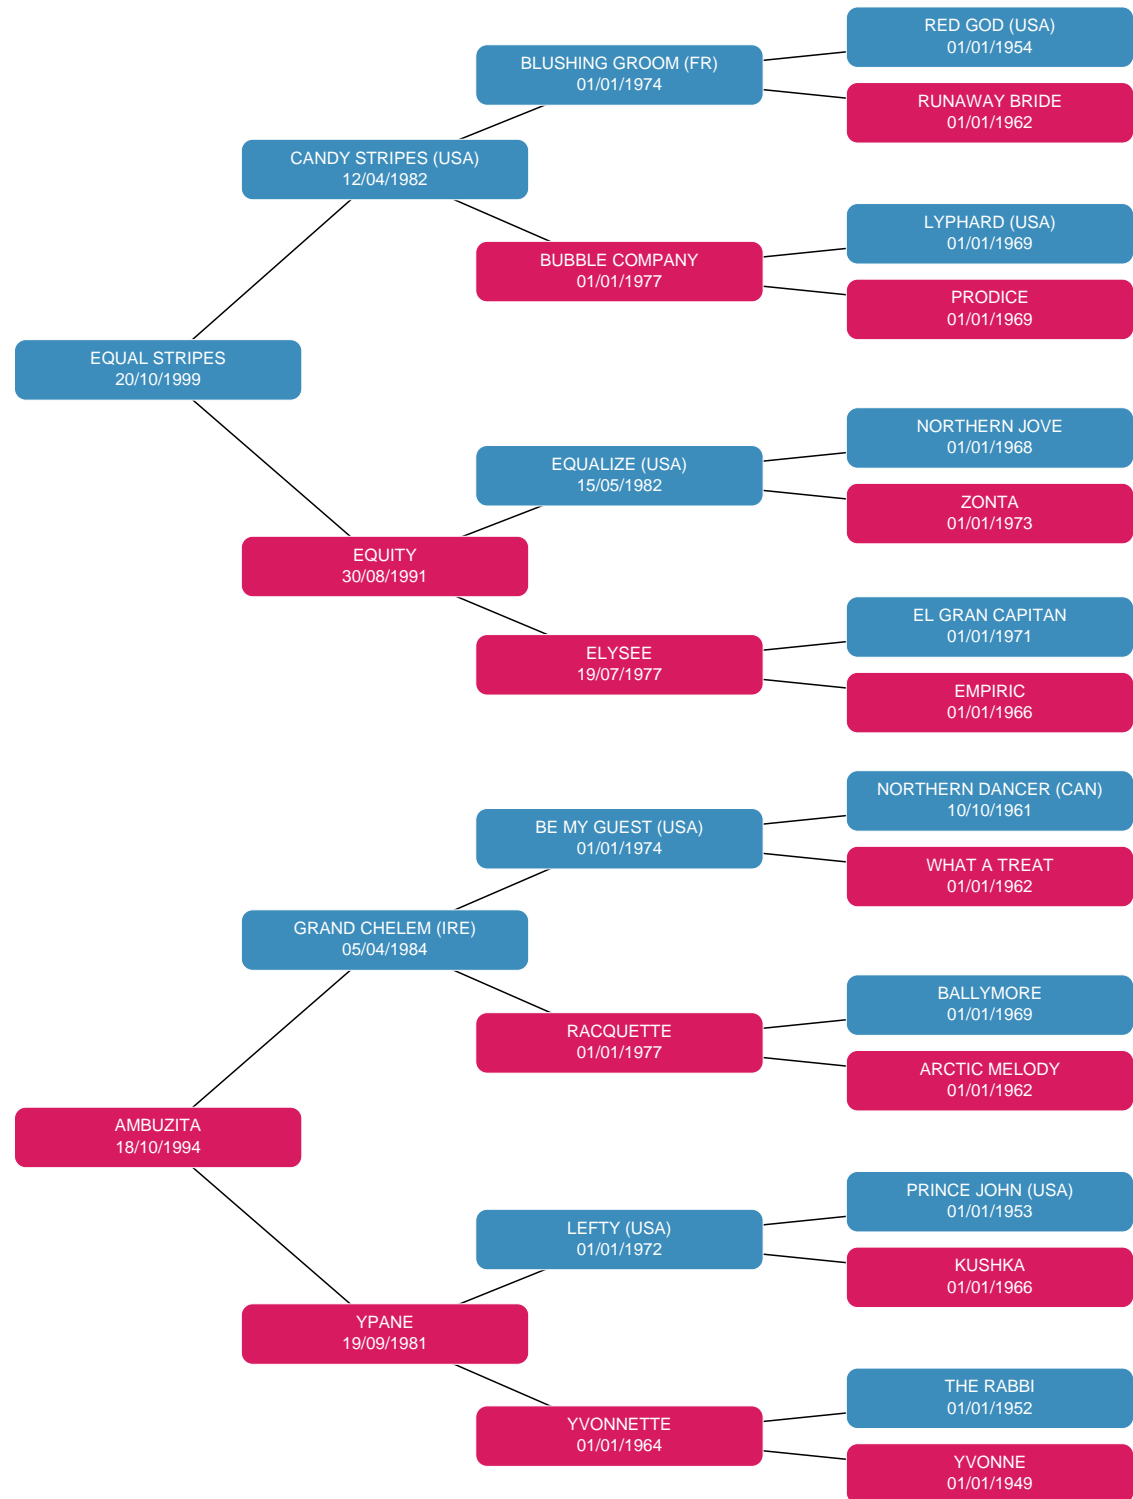 RED GOD (USA)
01/01/1954
BLUSHING GROOM (FR)
01/01/1974
RUNAWAY BRIDE
01/01/1962
CANDY STRIPES (USA)
12/04/1982
LYPHARD (USA)
01/01/1969
BUBBLE COMPANY
01/01/1977
PRODICE
01/01/1969
EQUAL STRIPES
20/10/1999
NORTHERN JOVE
01/01/1968
EQUALIZE (USA)
15/05/1982
ZONTA
01/01/1973
EQUITY
30/08/1991
EL GRAN CAPITAN
01/01/1971
ELYSEE
19/07/1977
EMPIRIC
01/01/1966
NORTHERN DANCER (CAN)
10/10/1961
BE MY GUEST (USA)
01/01/1974
WHAT A TREAT
01/01/1962
GRAND CHELEM (IRE)
05/04/1984
BALLYMORE
01/01/1969
RACQUETTE
01/01/1977
ARCTIC MELODY
01/01/1962
AMBUZITA
18/10/1994
PRINCE JOHN (USA)
01/01/1953
LEFTY (USA)
01/01/1972
KUSHKA
01/01/1966
YPANE
19/09/1981
THE RABBI
01/01/1952
YVONNETTE
01/01/1964
YVONNE
01/01/1949